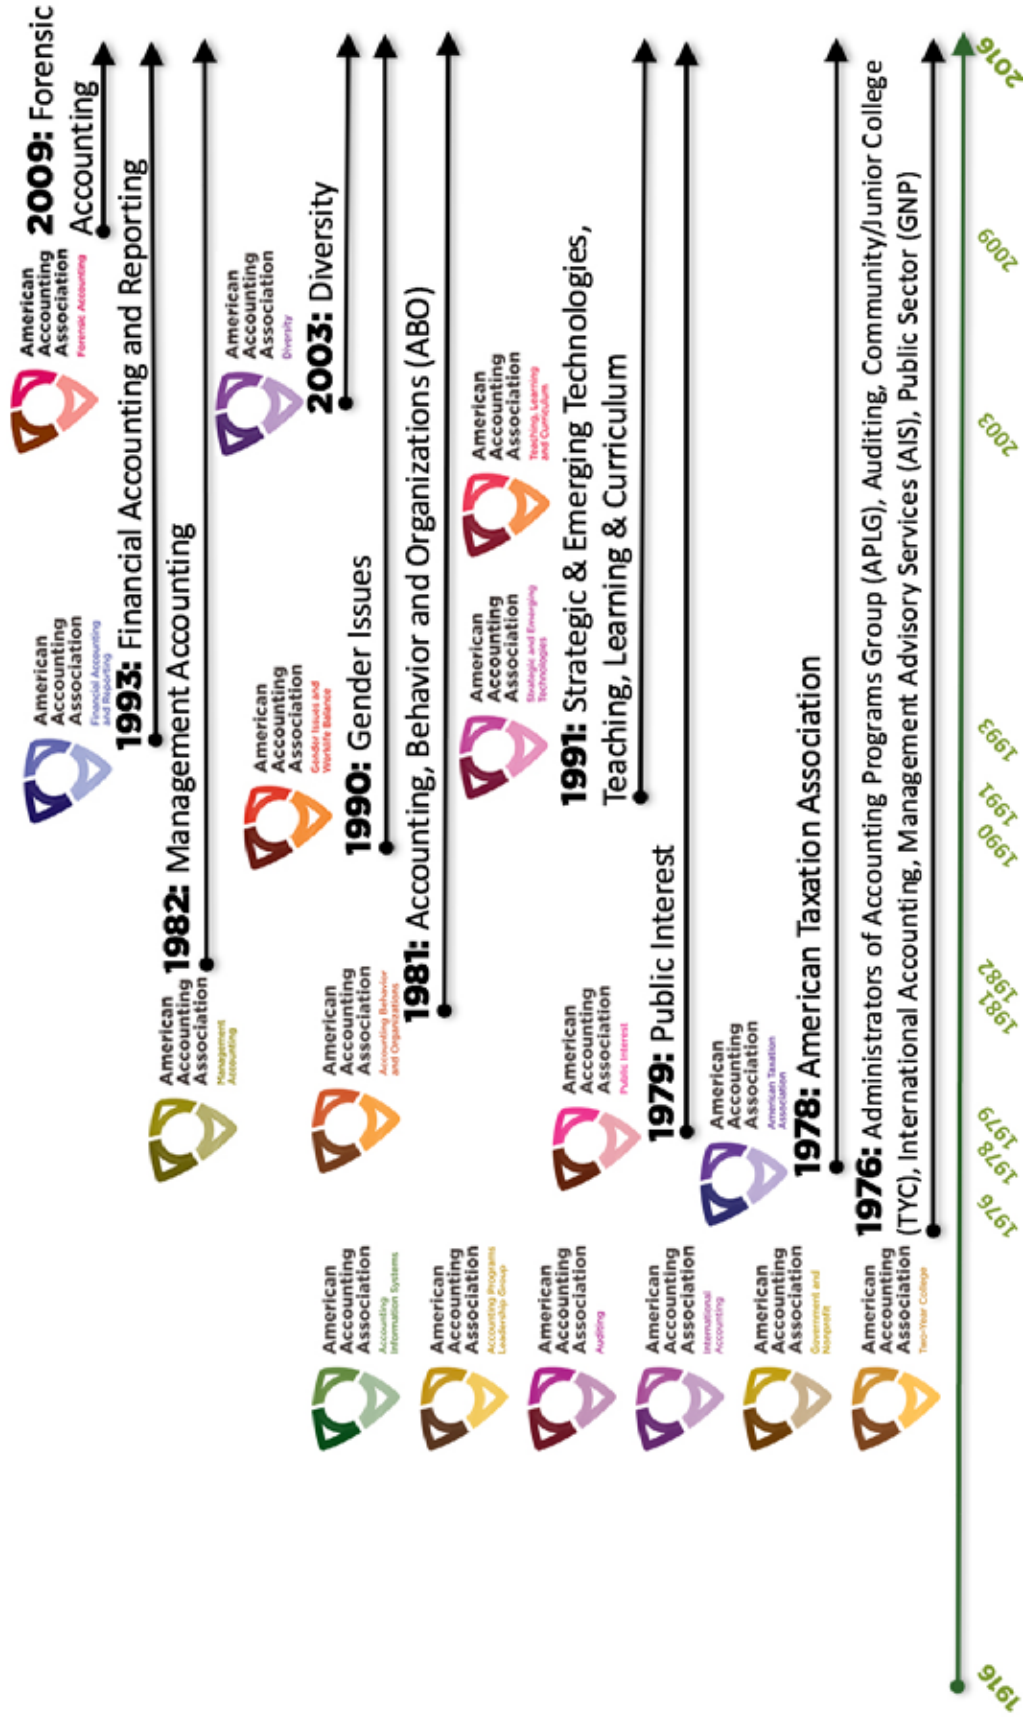 American
Accounting
Association
Forensic Accounting
2009: Forensic
Accounting
American
Accounting
Association
Financial Accounting
and Reporting
1993: Financial Accounting and Reporting
American
Accounting
Association
Management
Accounting
1982: Management Accounting
American
Accounting
Association
Diversity
2003: Diversity
American
Accounting
Association
Gender Issues and
Worklife Balance
1990: Gender Issues
American
Accounting
Association
Accounting Behavior
and Organizations
1981: Accounting, Behavior and Organizations (ABO)
American
Accounting
Association
Strategic and Emerging
Technologies
American
Accounting
Association
Teaching, Learning
and Curriculum
1991: Strategic & Emerging Technologies,
Teaching, Learning & Curriculum
American
Accounting
Association
Public Interest
1979: Public Interest
American
Accounting
Association
American Taxation
Association
1978: American Taxation Association
American
Accounting
Association
Accounting
Information Systems
American
Accounting
Association
Accounting Programs
Leadership Group
American
Accounting
Association
Auditing
American
Accounting
Association
International
Accounting
American
Accounting
Association
Government and
Nonprofit
American
Accounting
Association
Two-Year College
1976: Administrators of Accounting Programs Group (APLG), Auditing, Community/Junior College
(TYC), International Accounting, Management Advisory Services (AIS), Public Sector (GNP)
1916
1976
1978
1979
1981
1982
1990
1991
1993
2003
2009
2016